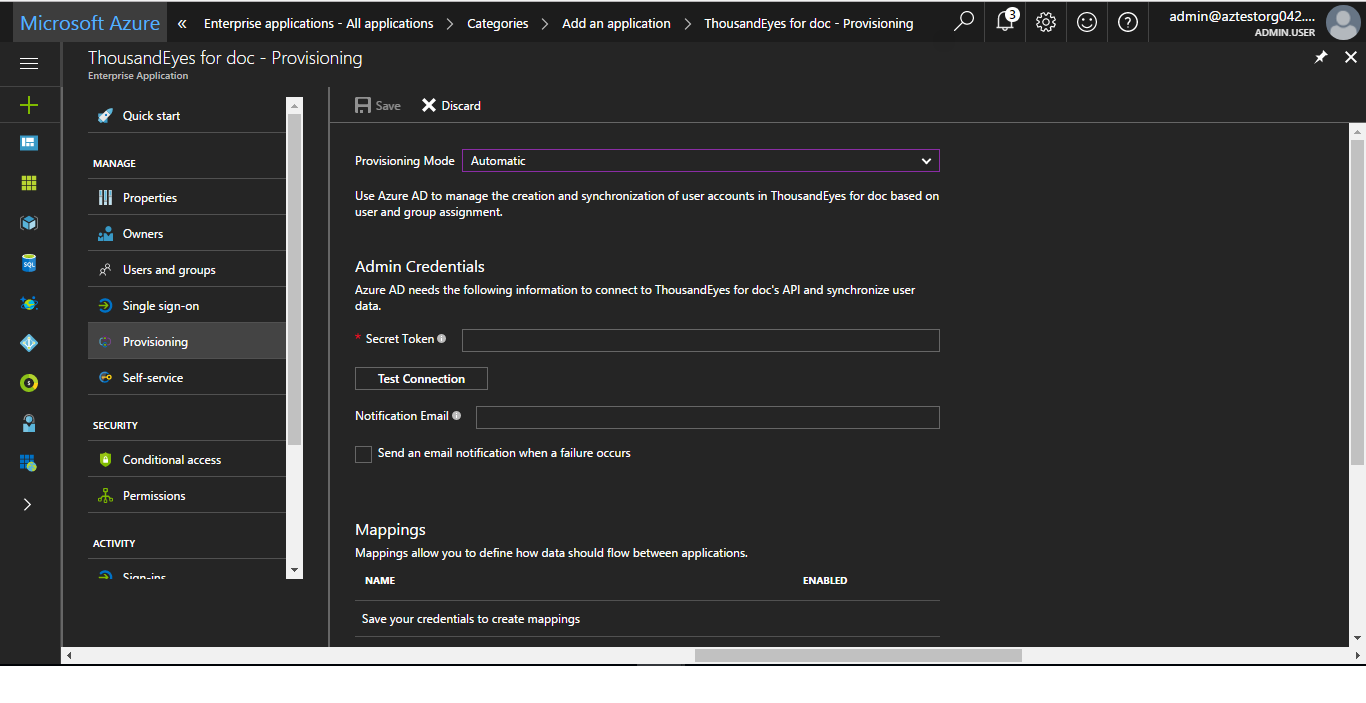 Microsoft Azure « Enterprise applications - All applications > Categories > Add an application > ThousandEyes for doc - Provisioning 3 admin@aztestorg042....
ADMIN.USER
ThousandEyes for doc - Provisioning
Enterprise Application
Quick start
MANAGE
Properties
Owners
Users and groups
Single sign-on
Provisioning
Self-service
SECURITY
Conditional access
Permissions
ACTIVITY
Sign-ins
Save Discard
Provisioning Mode Automatic
Use Azure AD to manage the creation and synchronization of user accounts in ThousandEyes for doc based on
user and group assignment.
Admin Credentials
Azure AD needs the following information to connect to ThousandEyes for doc's API and synchronize user
data.
* Secret Token
Test Connection
Notification Email
Send an email notification when a failure occurs
Mappings
Mappings allow you to define how data should flow between applications.
NAME ENABLED
Save your credentials to create mappings